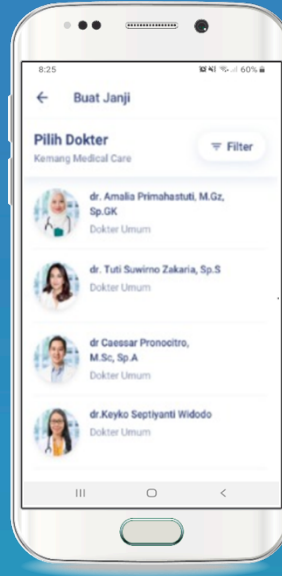 8:25
60%
Buat Janji
Pilih Dokter
Filter
Kemang Medical Care
dr. Amalia Primahastuti, M.Gz,
Sp.GK
Dokter Umum
dr. Tuti Suwirno Zakaria, Sp.S
Dokter Umum
dr Caessar Pronocitro,
M.Sc, Sp.A
Dokter Umum
dr.Keyko Septiyanti Widodo
Dokter Umum